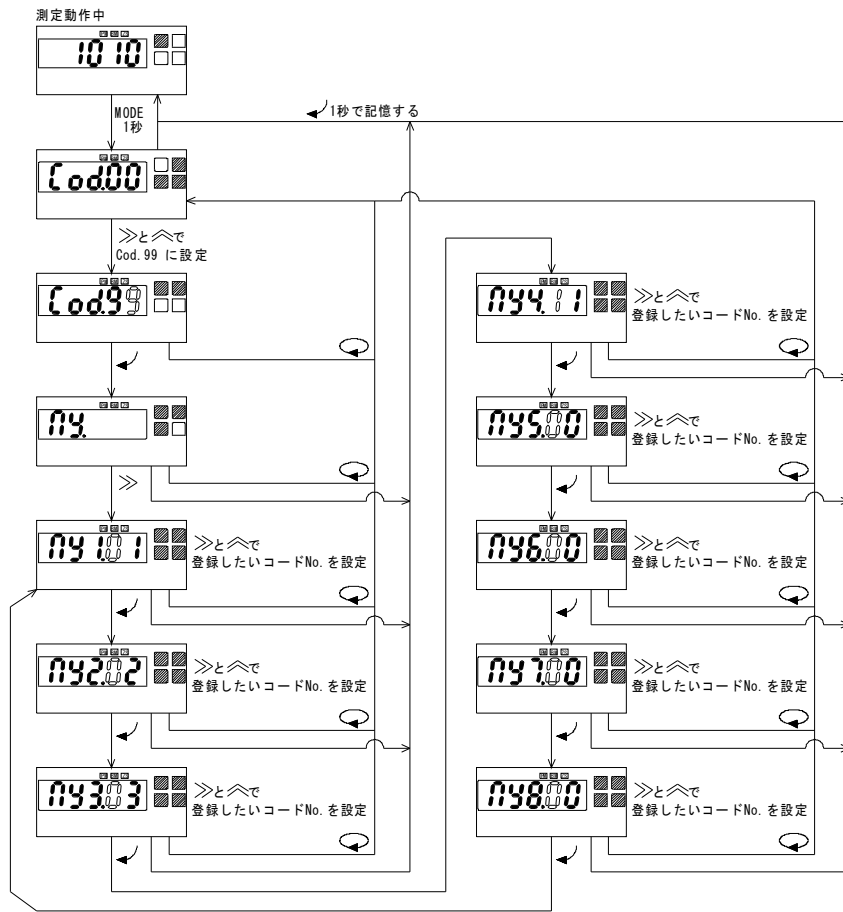 測定動作中
1010
MODE
1秒
1秒で記憶する
Cod.00
≫と︽で
Cod.99 に設定
Cod.99
My.
≫
My1.01
≫と︽で
登録したいコードNo. を設定
My2.02
≫と︽で
登録したいコードNo. を設定
My3.03
≫と︽で
登録したいコードNo. を設定
My4.11
≫と︽で
登録したいコードNo. を設定
My5.00
≫と︽で
登録したいコードNo. を設定
My6.00
≫と︽で
登録したいコードNo. を設定
My7.00
≫と︽で
登録したいコードNo. を設定
My8.00
≫と︽で
登録したいコードNo. を設定